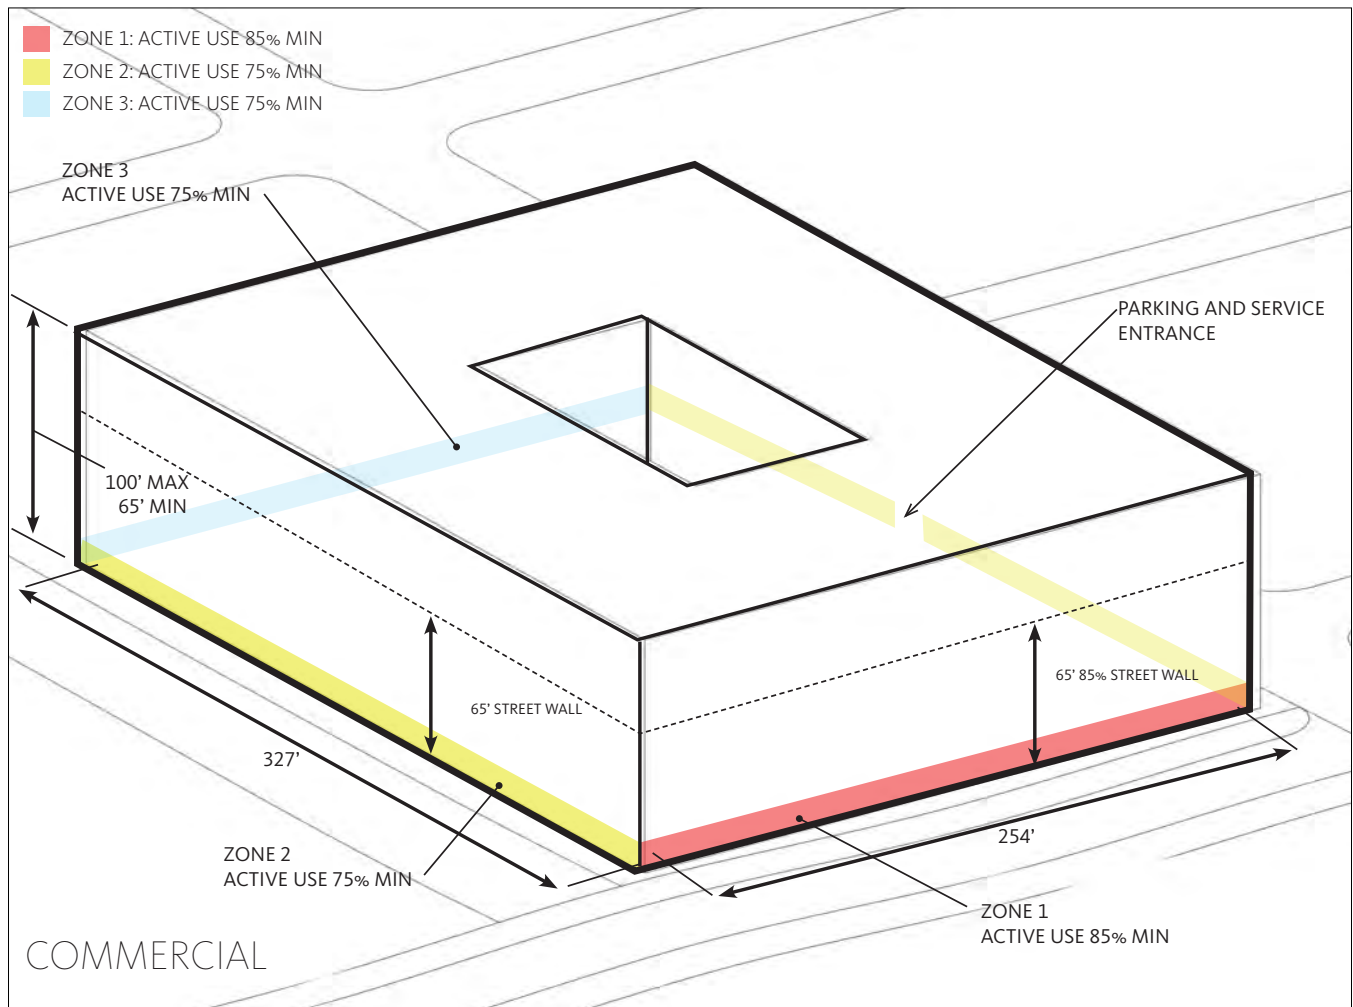 ZONE 1: ACTIVE USE 85% MIN
ZONE 2: ACTIVE USE 75% MIN
ZONE 3: ACTIVE USE 75% MIN
ZONE 3
ACTIVE USE 75% MIN
PARKING AND SERVICE
ENTRANCE
100' MAX
65' MIN
65' STREET WALL
65' 85% STREET WALL
327'
254'
ZONE 2
ACTIVE USE 75% MIN
ZONE 1
ACTIVE USE 85% MIN
COMMERCIAL